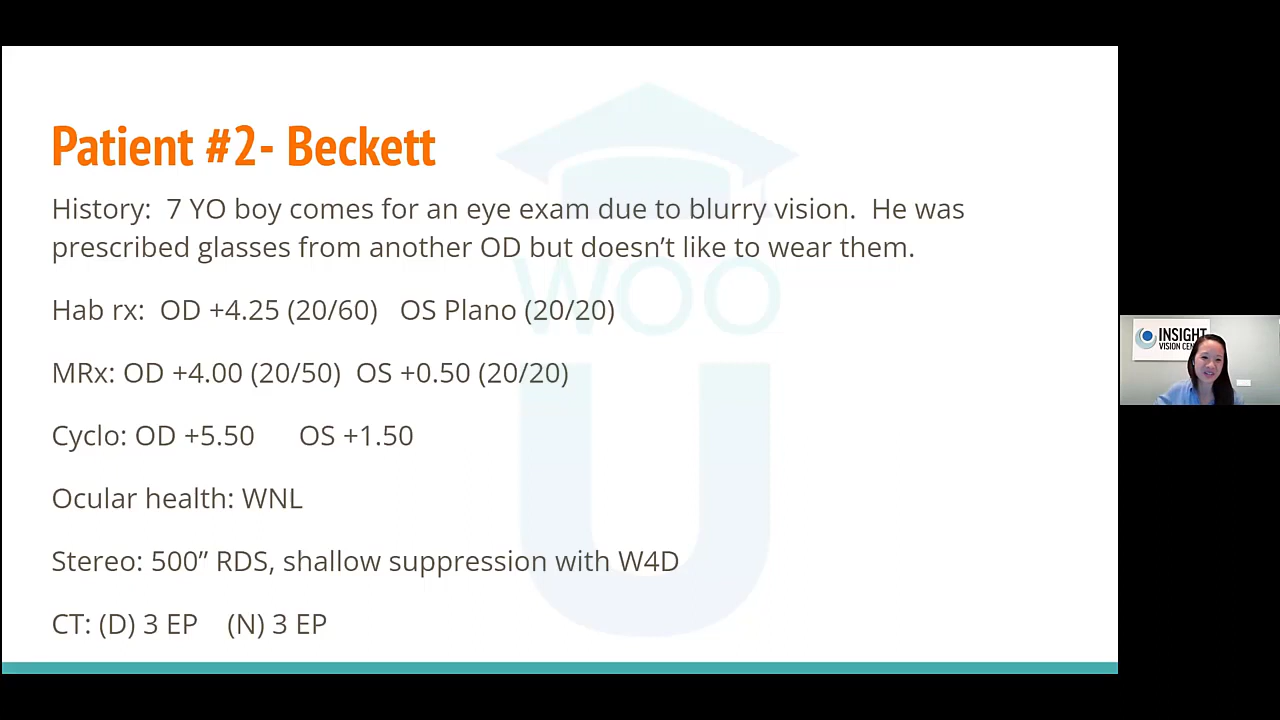 Patient #2- Beckett
History:  7 YO boy comes for an eye exam due to blurry vision.  He was
prescribed glasses from another OD but doesn’t like to wear them.
Hab rx:  OD +4.25 (20/60)   OS Plano (20/20)
MRx: OD +4.00 (20/50)  OS +0.50 (20/20)
Cyclo: OD +5.50      OS +1.50
Ocular health: WNL
Stereo: 500” RDS, shallow suppression with W4D
CT: (D) 3 EP    (N) 3 EP
WOO
U
INSIGHT
VISION